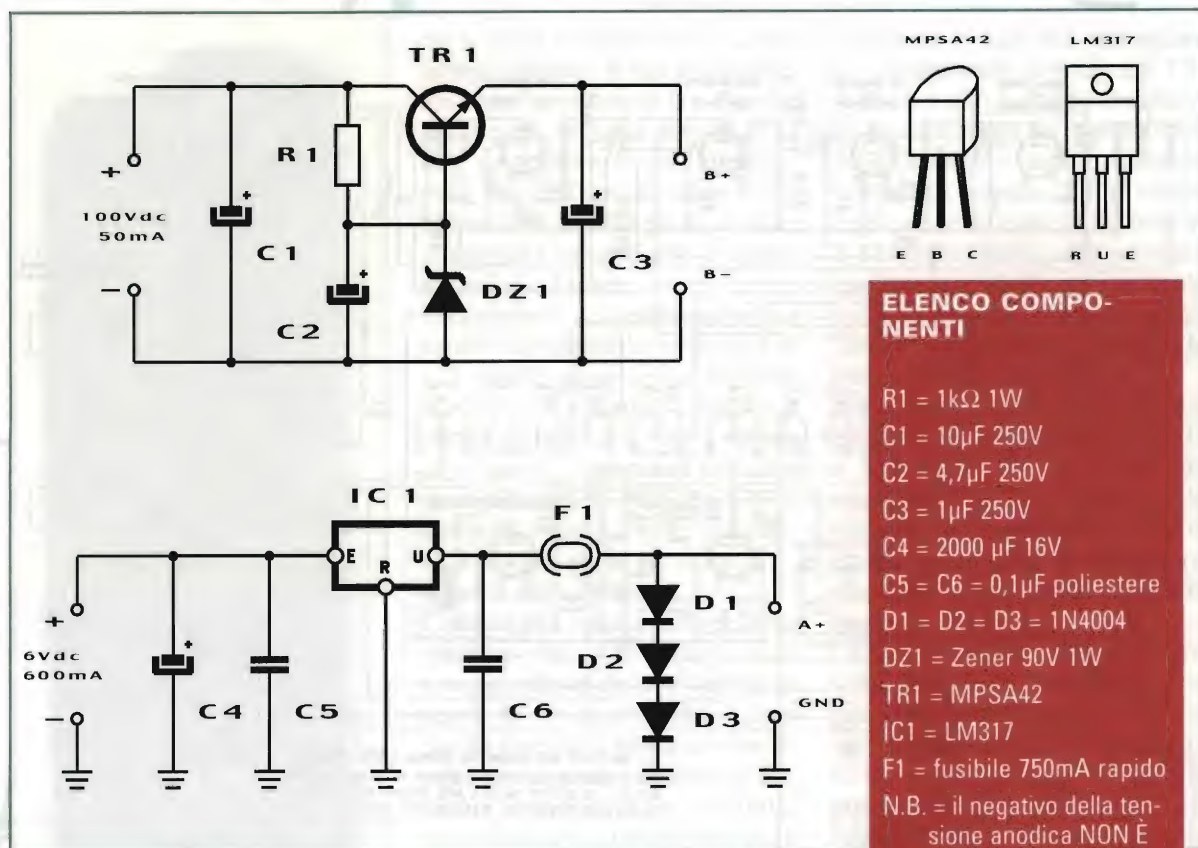 TR1
R1
+
100Vdc
50mA
−
+
C1
+
C2
DZ1
+
C3
B+
B−
MPSA42
LM317
E B C
R U E
IC1
E
R
U
F1
+
6Vdc
600mA
−
+
C4
C5
C6
D1
D2
D3
A+
GND
ELENCO COMPO-
NENTI
R1 = 1kΩ 1W
C1 = 10µF 250V
C2 = 4,7µF 250V
C3 = 1µF 250V
C4 = 2000 µF 16V
C5 = C6 = 0,1µF poliestere
D1 = D2 = D3 = 1N4004
DZ1 = Zener 90V 1W
TR1 = MPSA42
IC1 = LM317
F1 = fusibile 750mA rapido
N.B. = il negativo della ten-
sione anodica NON È